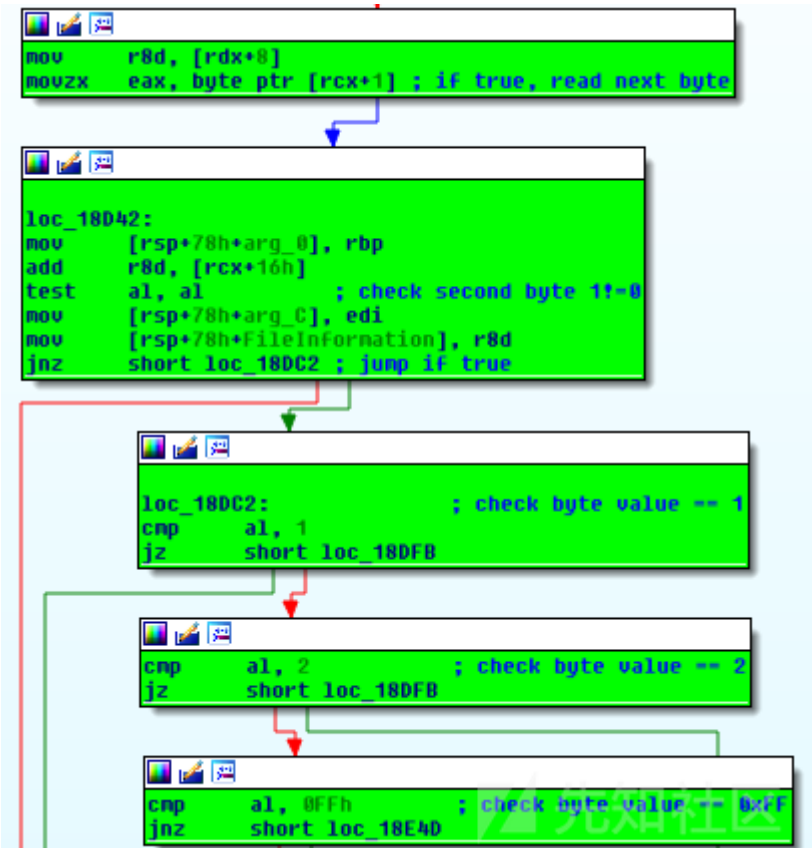 mov r8d, [rdx+8]
movzx eax, byte ptr [rcx+1] ; if true, read next byte
loc_18D42:
mov [rsp+78h+arg_0], rbp
add r8d, [rcx+16h]
test al, al ; check second byte 1!=0
mov [rsp+78h+arg_C], edi
mov [rsp+78h+FileInformation], r8d
jnz short loc_18DC2 ; jump if true
loc_18DC2: ; check byte value == 1
cmp al, 1
jz short loc_18DFB
cmp al, 2 ; check byte value == 2
jz short loc_18DFB
cmp al, 0FFh ; check byte value == 0xFF
jnz short loc_18E4D
先知社区